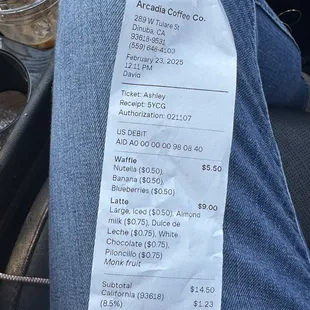 Arcadia Coffee Co.
289 W Tulare St
Dinuba, CA
93618-9531
(559) 648-4103
February 23, 2025
12:11 PM
David
Ticket: Ashley
Receipt: 5YCG
Authorization: 021107
US DEBIT
AID A0 00 00 00 98 08 40
Waffle $5.50
Nutella ($0.50),
Banana ($0.50),
Blueberries ($0.50)
Latte $9.00
Large, Iced ($0.50), Almond
milk ($0.75), Dulce de
Leche ($0.75), White
Chocolate ($0.75),
Piloncillo ($0.75)
Monk fruit
Subtotal $14.50
California (93618) $1.23
(8.5%)